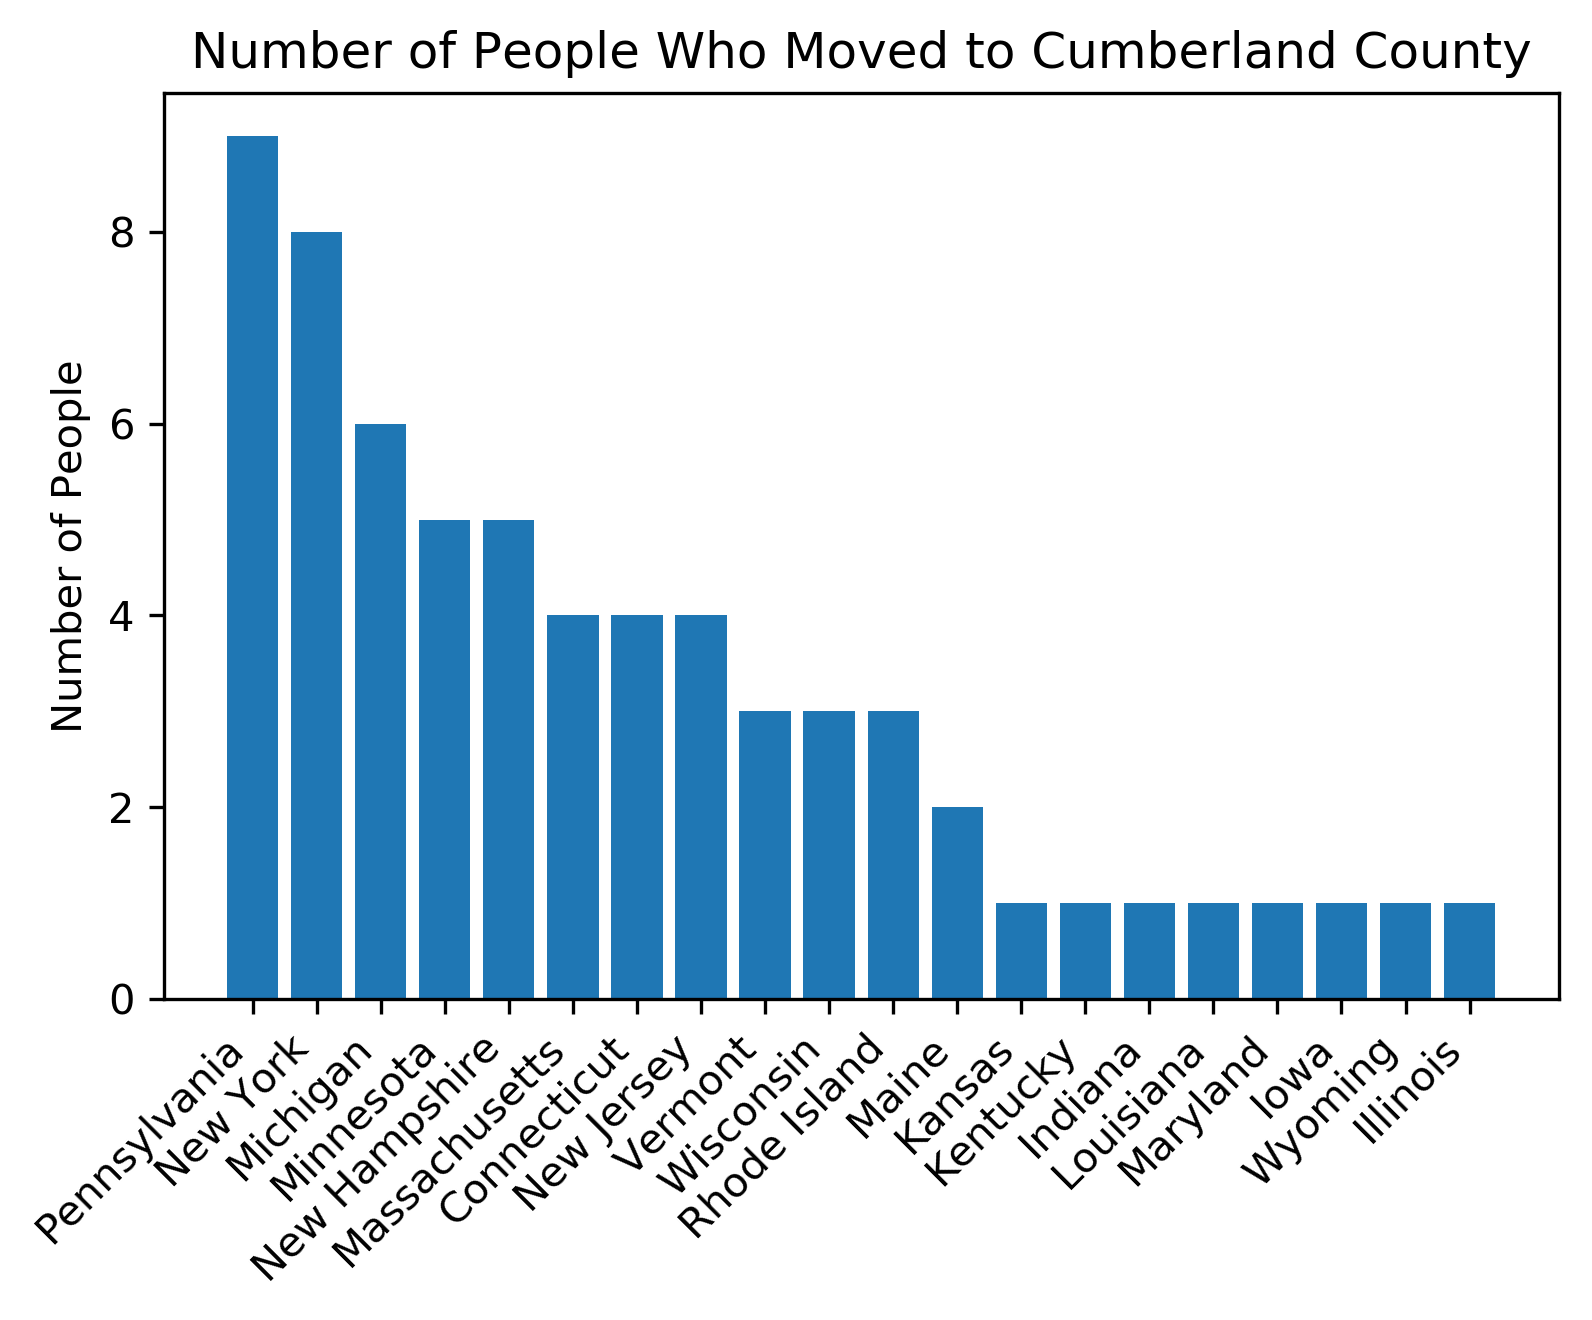 Number of People Who Moved to Cumberland County
Number of People
8
6
4
2
0
Pennsylvania
New York
Michigan
Minnesota
New Hampshire
Massachusetts
Connecticut
New Jersey
Vermont
Wisconsin
Rhode Island
Maine
Kansas
Kentucky
Indiana
Louisiana
Maryland
Iowa
Wyoming
Illinois